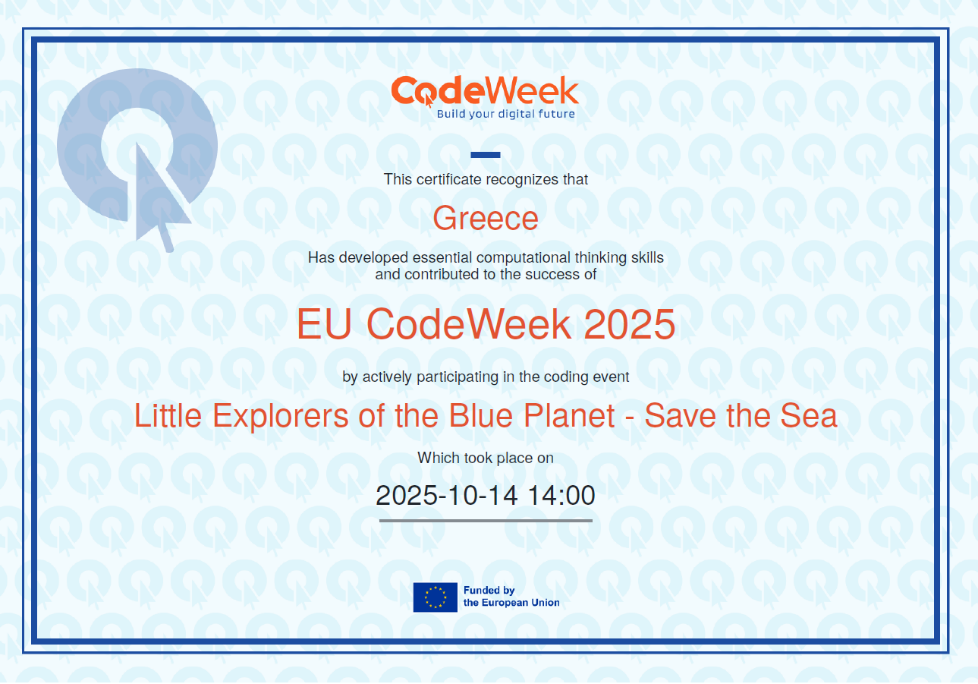 CodeWeek
Build your digital future
This certificate recognizes that
Greece
Has developed essential computational thinking skills
and contributed to the success of
EU CodeWeek 2025
by actively participating in the coding event
Little Explorers of the Blue Planet - Save the Sea
Which took place on
2025-10-14 14:00
Funded by
the European Union